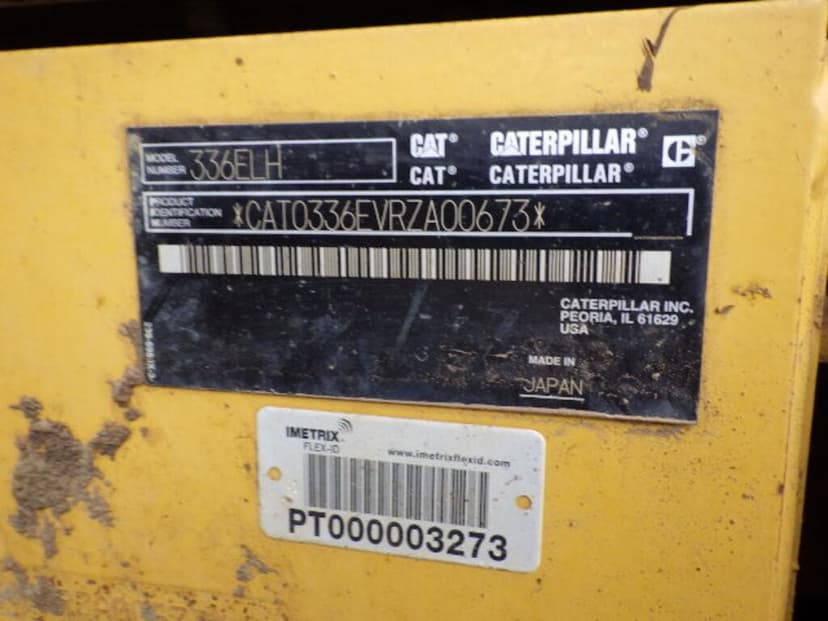 MODEL NUMBER 336ELH
CAT® CATERPILLAR®
CAT® CATERPILLAR®
PRODUCT
IDENTIFICATION
NUMBER
*CAT0336EVRZA00673*
CATERPILLAR INC.
PEORIA, IL 61629
USA
MADE IN
JAPAN
IMETRIX
FLEX-ID
www.imetrixflexid.com
PT000003273